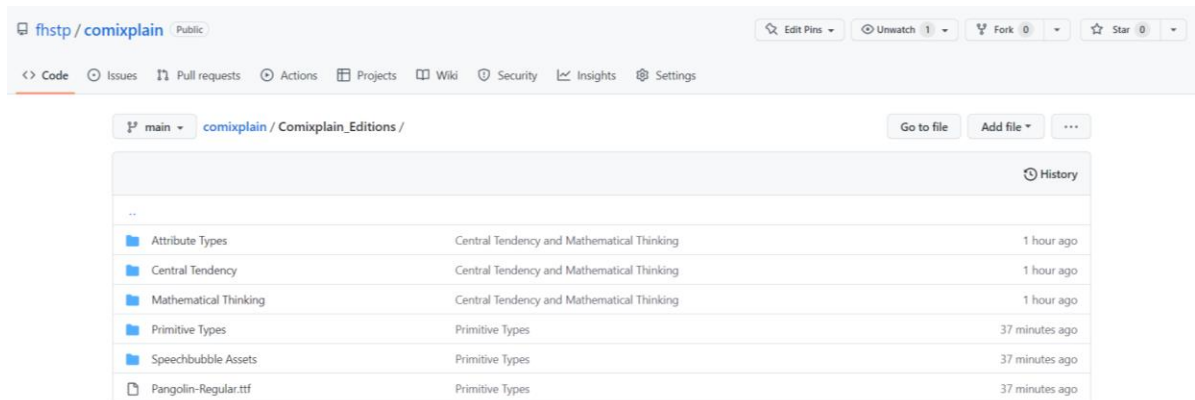 fhstp / comixplain Public Edit Pins Unwatch 1 Fork 0 Star 0
<> Code Issues Pull requests Actions Projects Wiki Security Insights Settings
main comixplain / Comixplain_Editions / Go to file Add file ...
History
..
Attribute Types Central Tendency and Mathematical Thinking 1 hour ago
Central Tendency Central Tendency and Mathematical Thinking 1 hour ago
Mathematical Thinking Central Tendency and Mathematical Thinking 1 hour ago
Primitive Types Primitive Types 37 minutes ago
Speechbubble Assets Primitive Types 37 minutes ago
Pangolin-Regular.ttf Primitive Types 37 minutes ago